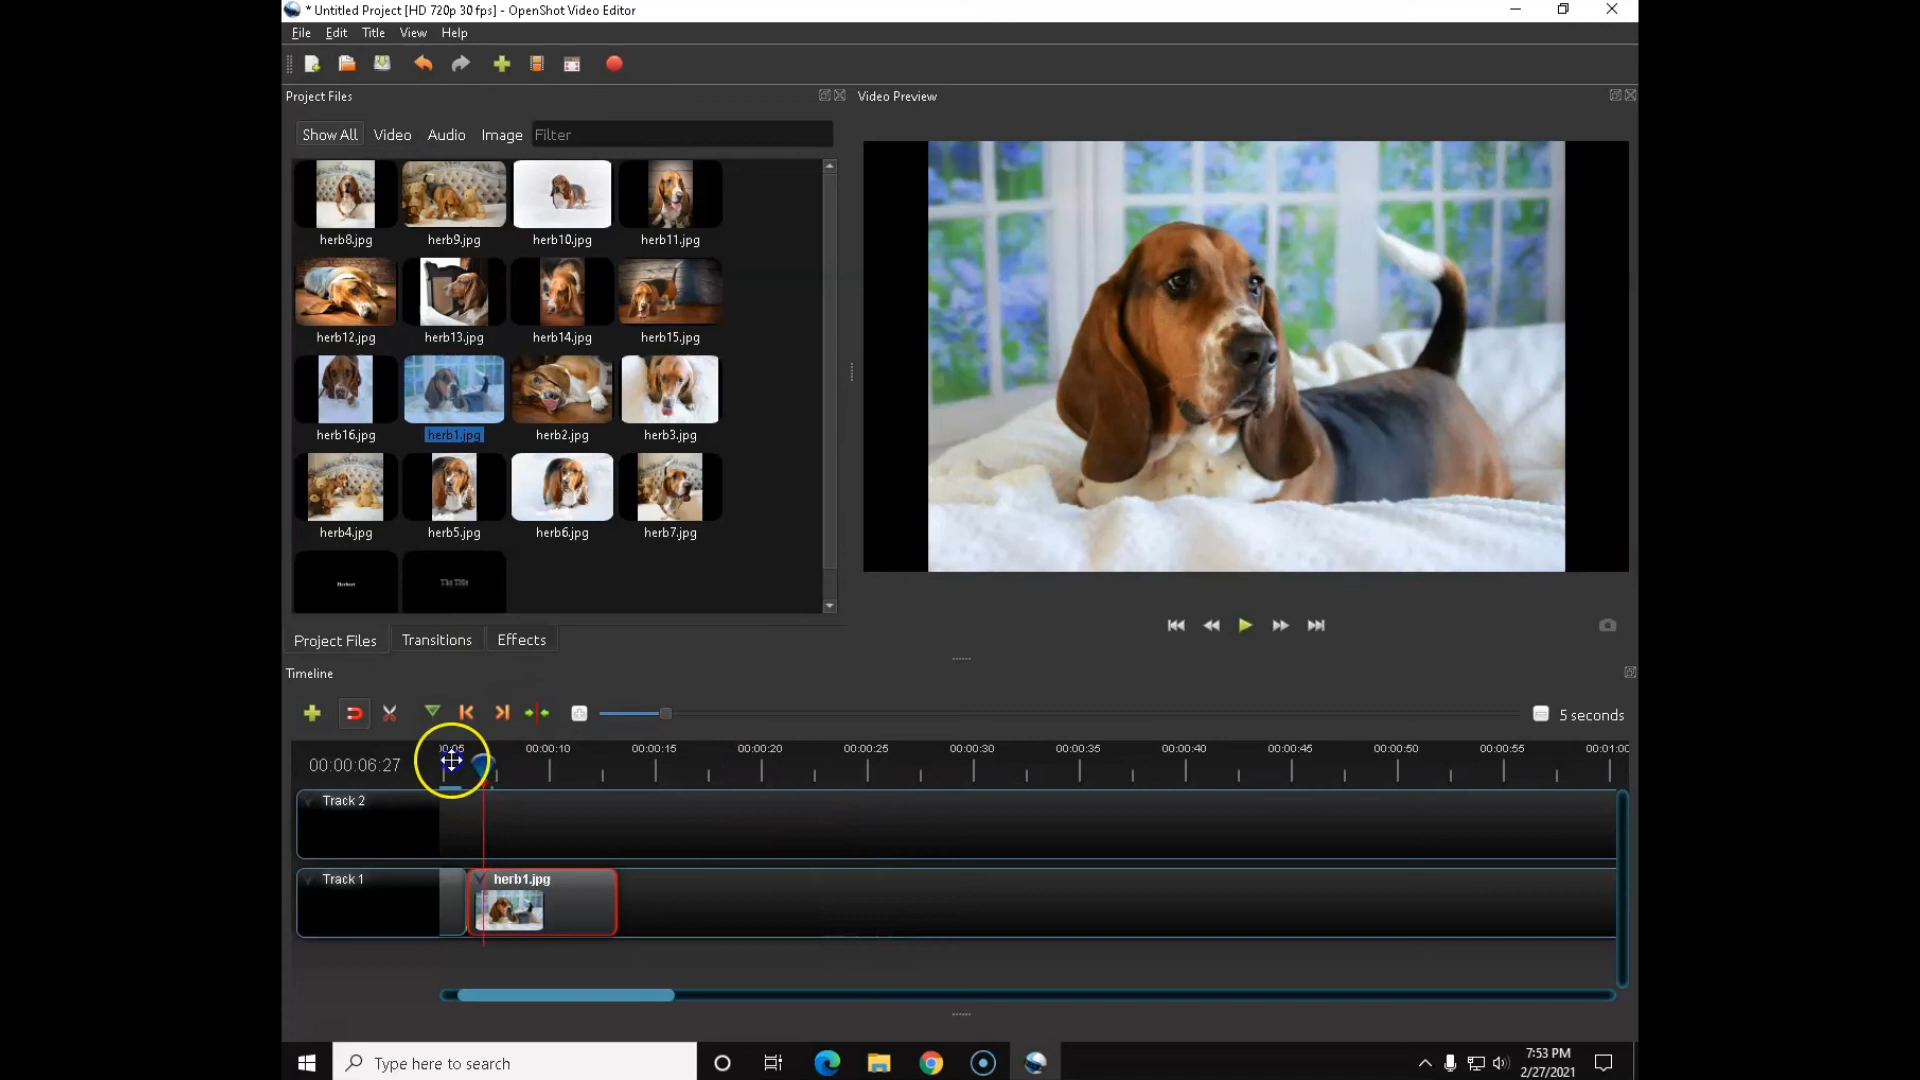 * Untitled Project [HD 720p 30 fps] - OpenShot Video Editor
File Edit Title View Help
Project Files
Video Preview
Show All Video Audio Image Filter
herb8.jpg herb9.jpg herb10.jpg herb11.jpg
herb12.jpg herb13.jpg herb14.jpg herb15.jpg
herb16.jpg herb1.jpg herb2.jpg herb3.jpg
herb4.jpg herb5.jpg herb6.jpg herb7.jpg
Herbert The Title
Project Files Transitions Effects
Timeline
5 seconds
00:00:06:27
00:00:10 00:00:15 00:00:20 00:00:25 00:00:30 00:00:35 00:00:40 00:00:45 00:00:50 00:00:55
Track 2
Track 1
herb1.jpg
Type here to search
7:53 PM
2/27/2021